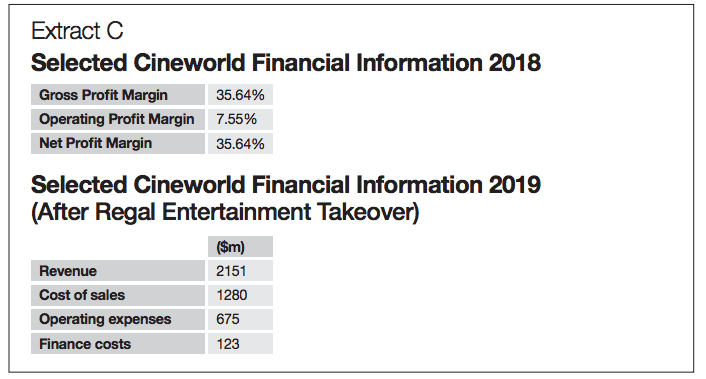 Extract C
Selected Cineworld Financial Information 2018
Gross Profit Margin 35.64%
Operating Profit Margin 7.55%
Net Profit Margin 35.64%
Selected Cineworld Financial Information 2019
(After Regal Entertainment Takeover)
($m)
Revenue 2151
Cost of sales 1280
Operating expenses 675
Finance costs 123